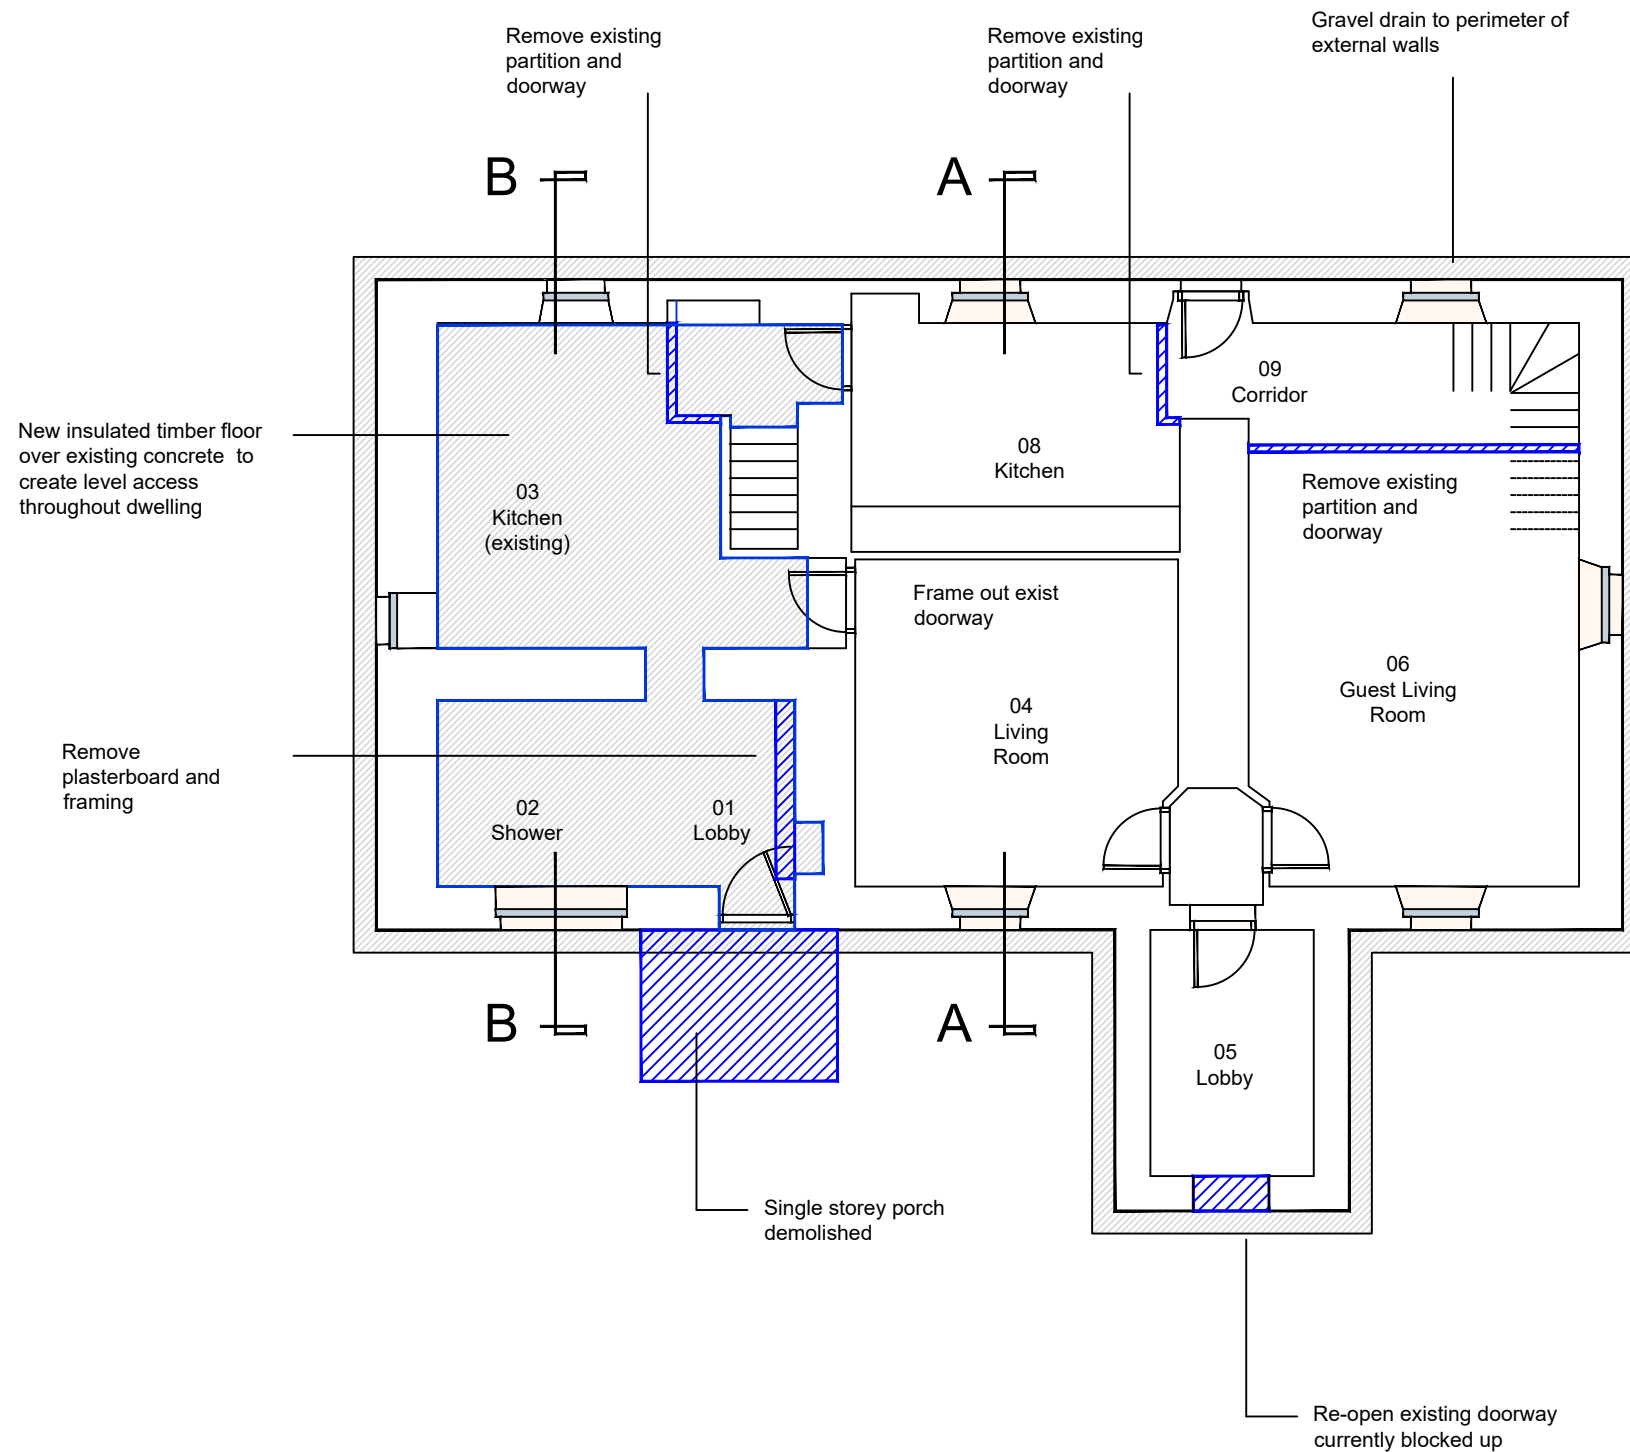 Remove existing
partition and
doorway
Remove existing
partition and
doorway
Gravel drain to perimeter of
external walls
B
A
New insulated timber floor
over existing concrete to
create level access
throughout dwelling
03
Kitchen
(existing)
08
Kitchen
09
Corridor
Remove existing
partition and
doorway
Frame out exist
doorway
04
Living
Room
06
Guest Living
Room
Remove
plasterboard and
framing
02
Shower
01
Lobby
B
A
05
Lobby
Single storey porch
demolished
Re-open existing doorway
currently blocked up